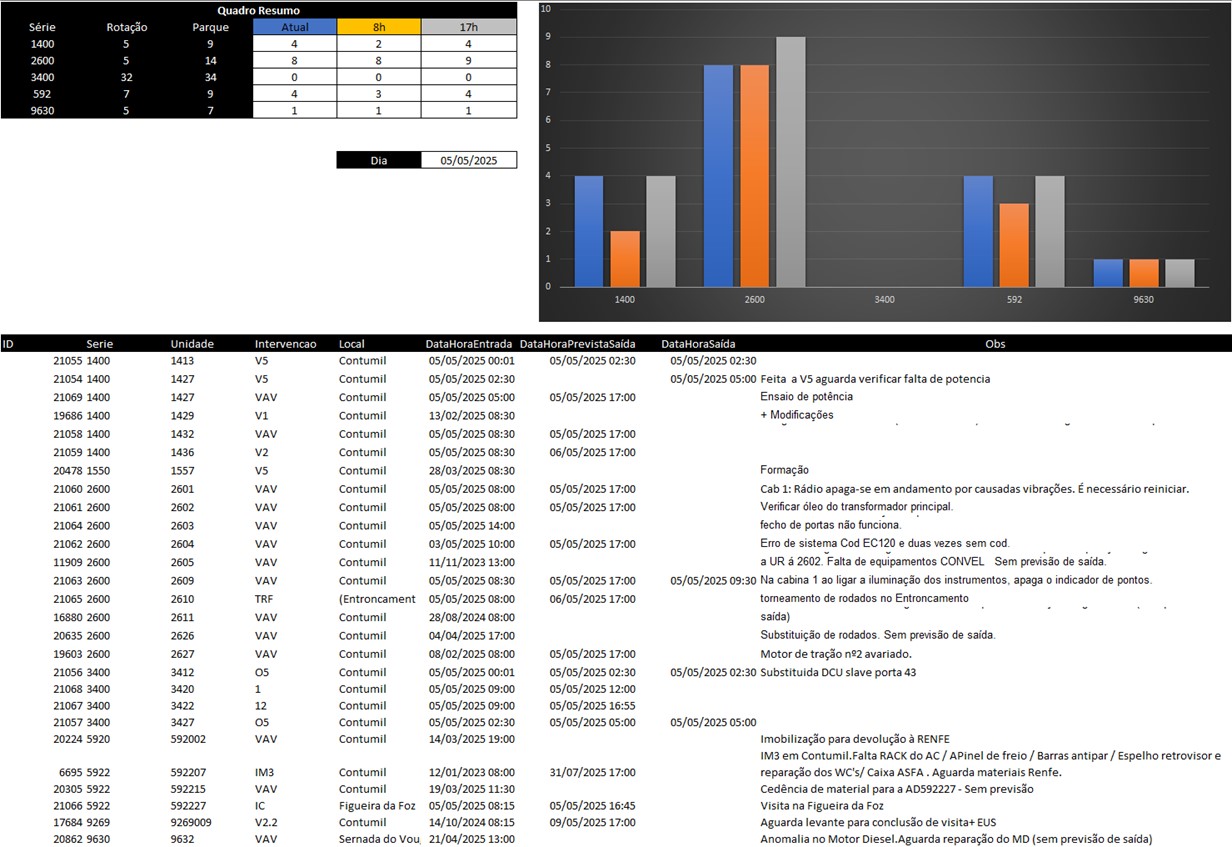 Quadro Resumo
Série Rotação Parque Atual 8h 17h
1400 5 9 4 2 4
2600 5 14 8 8 9
3400 32 34 0 0 0
592 7 9 4 3 4
9630 5 7 1 1 1
Dia 05/05/2025
10
9
8
7
6
5
4
3
2
1
0
1400 2600 3400 592 9630
ID Serie Unidade Intervencao Local DataHoraEntrada DataHoraPrevistaSaída DataHoraSaída Obs
21055 1400 1413 V5 Contumil 05/05/2025 00:01 05/05/2025 02:30 05/05/2025 02:30
21054 1400 1427 V5 Contumil 05/05/2025 02:30 05/05/2025 05:00 Feita a V5 aguarda verificar falta de potencia
21069 1400 1427 VAV Contumil 05/05/2025 05:00 05/05/2025 17:00 Ensaio de potência
19686 1400 1429 V1 Contumil 13/02/2025 08:30 + Modificações
21058 1400 1432 VAV Contumil 05/05/2025 08:30 05/05/2025 17:00
21059 1400 1436 V2 Contumil 05/05/2025 08:30 06/05/2025 17:00
20478 1550 1557 V5 Contumil 28/03/2025 08:30 Formação
21060 2600 2601 VAV Contumil 05/05/2025 08:00 05/05/2025 17:00 Cab 1: Rádio apaga-se em andamento por causadas vibrações. É necessário reiniciar.
21061 2600 2602 VAV Contumil 05/05/2025 08:00 05/05/2025 17:00 Verificar óleo do transformador principal.
21064 2600 2603 VAV Contumil 05/05/2025 14:00 fecho de portas não funciona.
21062 2600 2604 VAV Contumil 03/05/2025 10:00 05/05/2025 17:00 Erro de sistema Cod EC120 e duas vezes sem cod.
11909 2600 2605 VAV Contumil 11/11/2023 13:00 a UR á 2602. Falta de equipamentos CONVEL Sem previsão de saída.
21063 2600 2609 VAV Contumil 05/05/2025 08:30 05/05/2025 17:00 05/05/2025 09:30 Na cabina 1 ao ligar a iluminação dos instrumentos, apaga o indicador de pontos.
21065 2600 2610 TRF (Entroncament 05/05/2025 08:00 06/05/2025 17:00 torneamento de rodados no Entroncamento
16880 2600 2611 VAV Contumil 28/08/2024 08:00 saída)
20635 2600 2626 VAV Contumil 04/04/2025 17:00 Substituição de rodados. Sem previsão de saída.
19603 2600 2627 VAV Contumil 08/02/2025 08:00 05/05/2025 17:00 Motor de tração nº2 avariado.
21056 3400 3412 O5 Contumil 05/05/2025 00:01 05/05/2025 02:30 05/05/2025 02:30 Substituida DCU slave porta 43
21068 3400 3420 1 Contumil 05/05/2025 09:00 05/05/2025 12:00
21067 3400 3422 12 Contumil 05/05/2025 09:00 05/05/2025 16:55
21057 3400 3427 O5 Contumil 05/05/2025 02:30 05/05/2025 05:00 05/05/2025 05:00
20224 5920 592002 VAV Contumil 14/03/2025 19:00 Imobilização para devolução à RENFE
IM3 em Contumil.Falta RACK do AC / APinel de freio / Barras antipar / Espelho retrovisor e
6695 5922 592207 IM3 Contumil 12/01/2023 08:00 31/07/2025 17:00 reparação dos WC's/ Caixa ASFA . Aguarda materiais Renfe.
20305 5922 592215 VAV Contumil 19/03/2025 11:30 Cedência de material para a AD592227 - Sem previsão
21066 5922 592227 IC Figueira da Foz 05/05/2025 08:15 05/05/2025 16:45 Visita na Figueira da Foz
17684 9269 9269009 V2.2 Contumil 14/10/2024 08:15 09/05/2025 17:00 Aguarda levante para conclusão de visita+ EUS
20862 9630 9632 VAV Sernada do Vou 21/04/2025 13:00 Anomalia no Motor Diesel.Aguarda reparação do MD (sem previsão de saída)